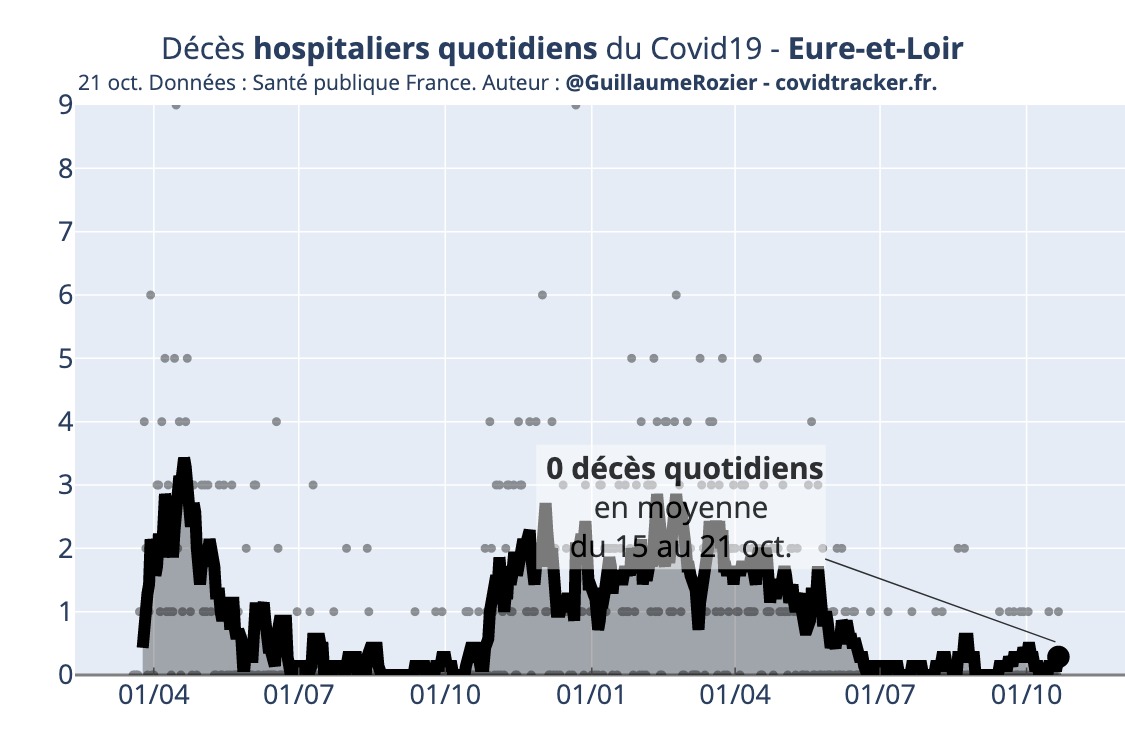 Décès hospitaliers quotidiens du Covid19 - Eure-et-Loir
21 oct. Données : Santé publique France. Auteur : @GuillaumeRozier - covidtracker.fr.
9
8
7
6
5
4
3
2
1
0
0 décès quotidiens
en moyenne
du 15 au 21 oct.
01/04 01/07 01/10 01/01 01/04 01/07 01/10